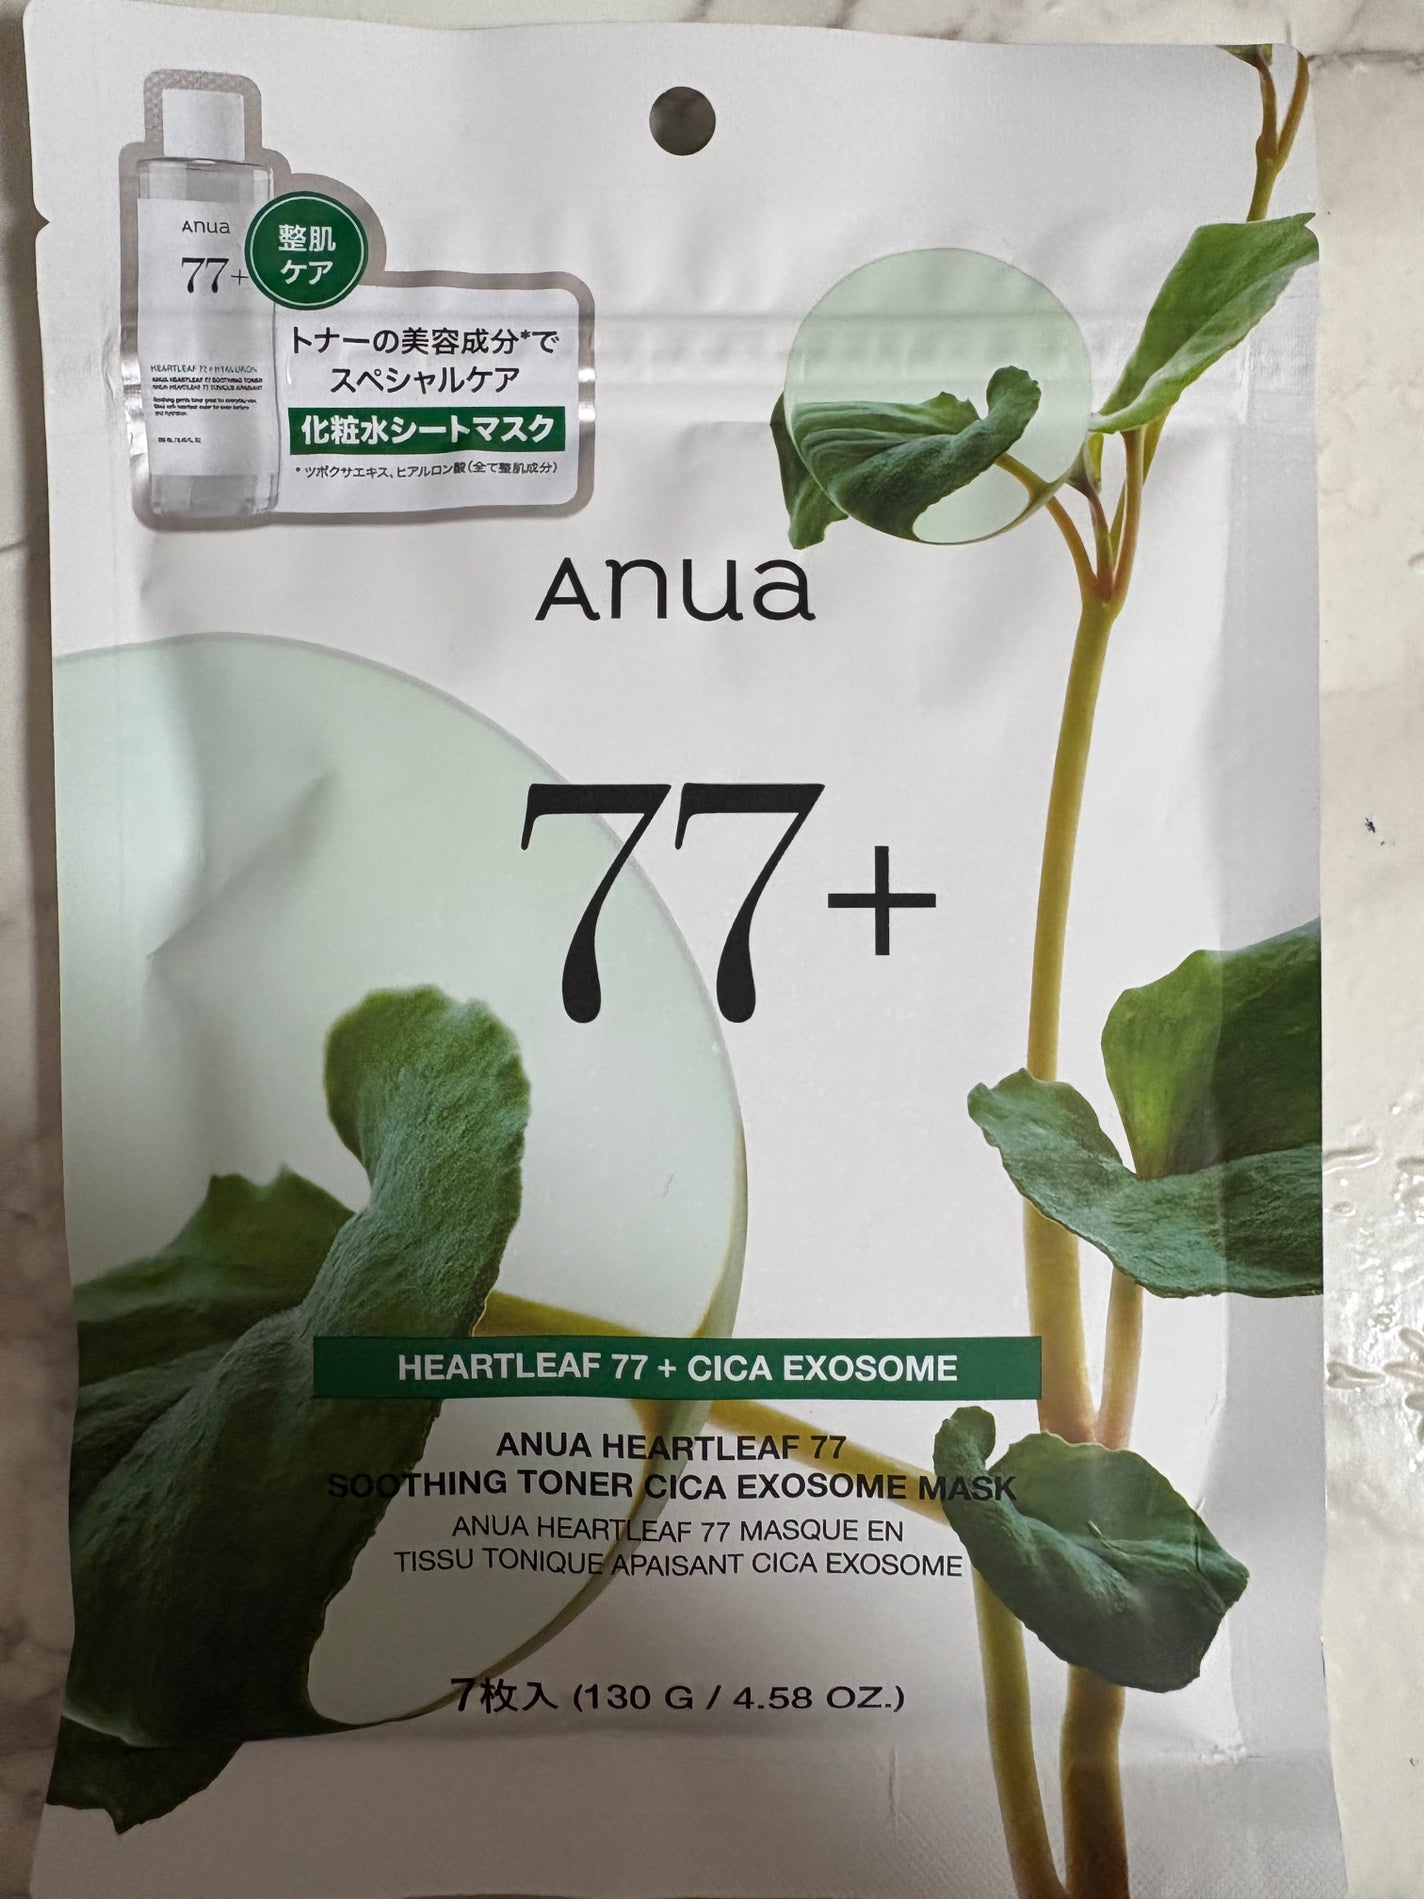 Anua
77+
HEARTLEAF 77 + HYALURON
整肌
ケア
トナーの美容成分*で
スペシャルケア
化粧水シートマスク
*ツボクサエキス、ヒアルロン酸(全て整肌成分)
Anua
77+
HEARTLEAF 77 + CICA EXOSOME
ANUA HEARTLEAF 77
SOOTHING TONER CICA EXOSOME MASK
ANUA HEARTLEAF 77 MASQUE EN
TISSU TONIQUE APAISANT CICA EXOSOME
7枚入 (130 G / 4.58 OZ.)